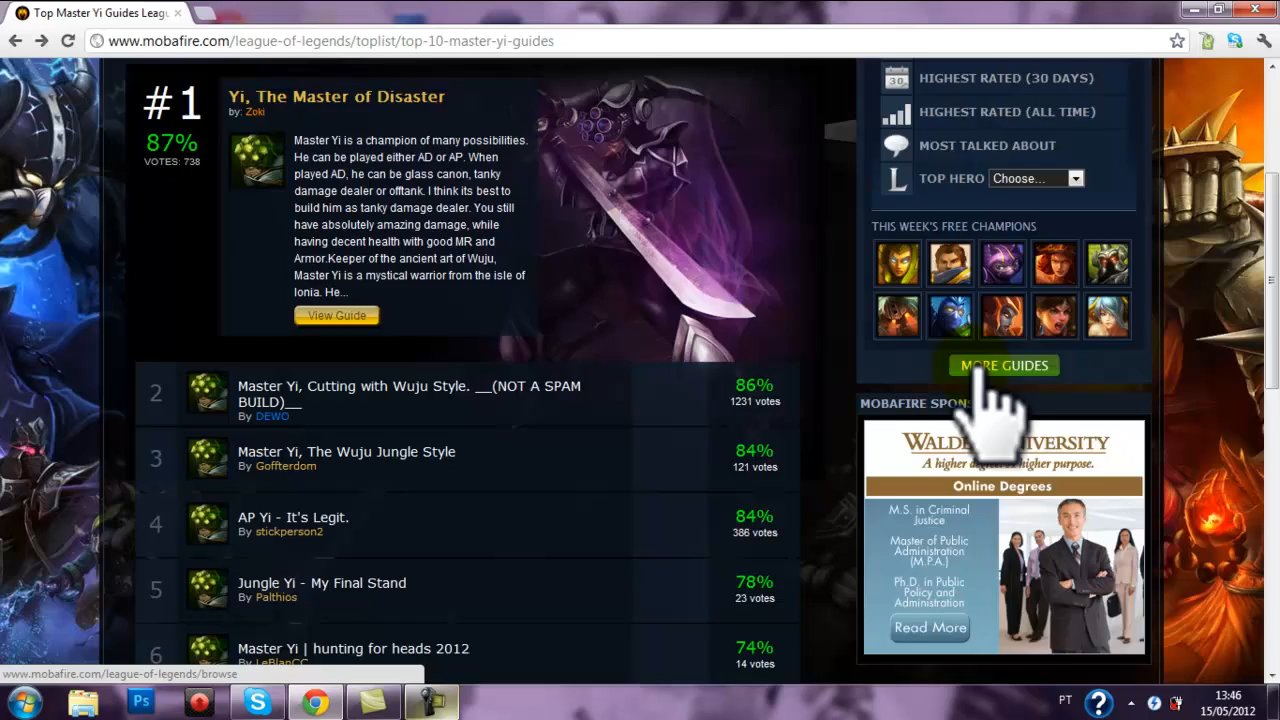 Top Master Yi Guides Leagu
www.mobafire.com/league-of-legends/toplist/top-10-master-yi-guides
#1
87%
VOTES: 738
Yi, The Master of Disaster
by: Zoki
Master Yi is a champion of many possibilities.
He can be played either AD or AP. When
played AD, he can be glass canon, tanky
damage dealer or offtank. I think its best to
build him as tanky damage dealer. You still
have absolutely amazing damage, while
having decent health with good MR and
Armor.Keeper of the ancient art of Wuju,
Master Yi is a mystical warrior from the isle of
Ionia. He...
View Guide
2
Master Yi, Cutting with Wuju Style. __(NOT A SPAM
BUILD)__
By DEWO
86%
1231 votes
3
Master Yi, The Wuju Jungle Style
By Goffterdom
84%
121 votes
4
AP Yi - It's Legit.
By stickperson2
84%
386 votes
5
Jungle Yi - My Final Stand
By Palthios
78%
23 votes
6
Master Yi | hunting for heads 2012
By LeBlanCC
74%
14 votes
30
HIGHEST RATED (30 DAYS)
HIGHEST RATED (ALL TIME)
MOST TALKED ABOUT
L
TOP HERO Choose...
THIS WEEK'S FREE CHAMPIONS
MORE GUIDES
MOBAFIRE SPON
WALDE UNIVERSITY
A higher degree. A higher purpose.
Online Degrees
M.S. in Criminal
Justice
Master of Public
Administration
(M.P.A.)
Ph.D. in Public
Policy and
Administration
Read More
www.mobafire.com/league-of-legends/browse
Ps
PT
13:46
15/05/2012